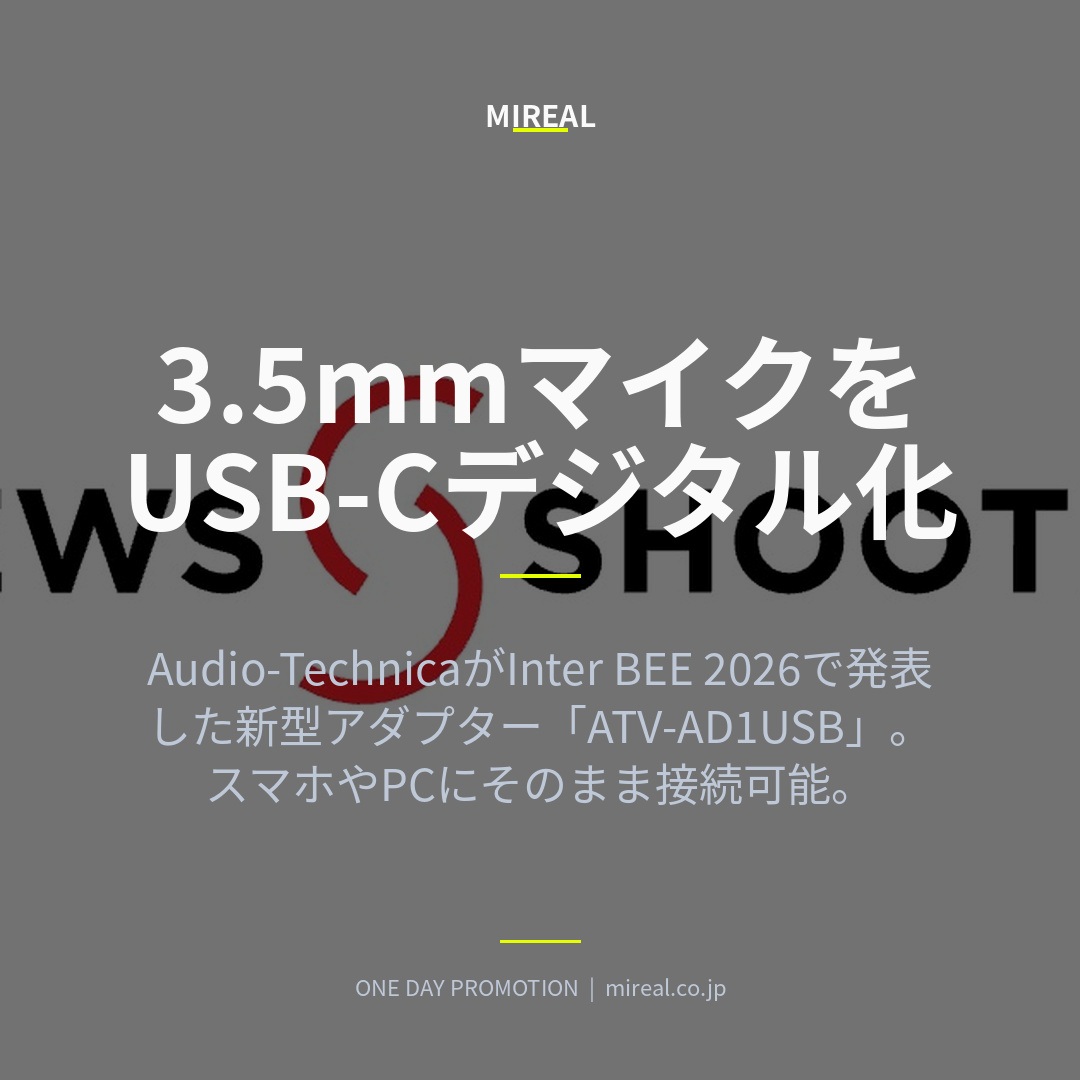 MIREAL
3.5mmマイクを
USB-Cデジタル化
EWS SHOOT
Audio-TechnicaがInter BEE 2026で発表
した新型アダプター「ATV-AD1USB」。
スマホやPCにそのまま接続可能。
ONE DAY PROMOTION | mireal.co.jp